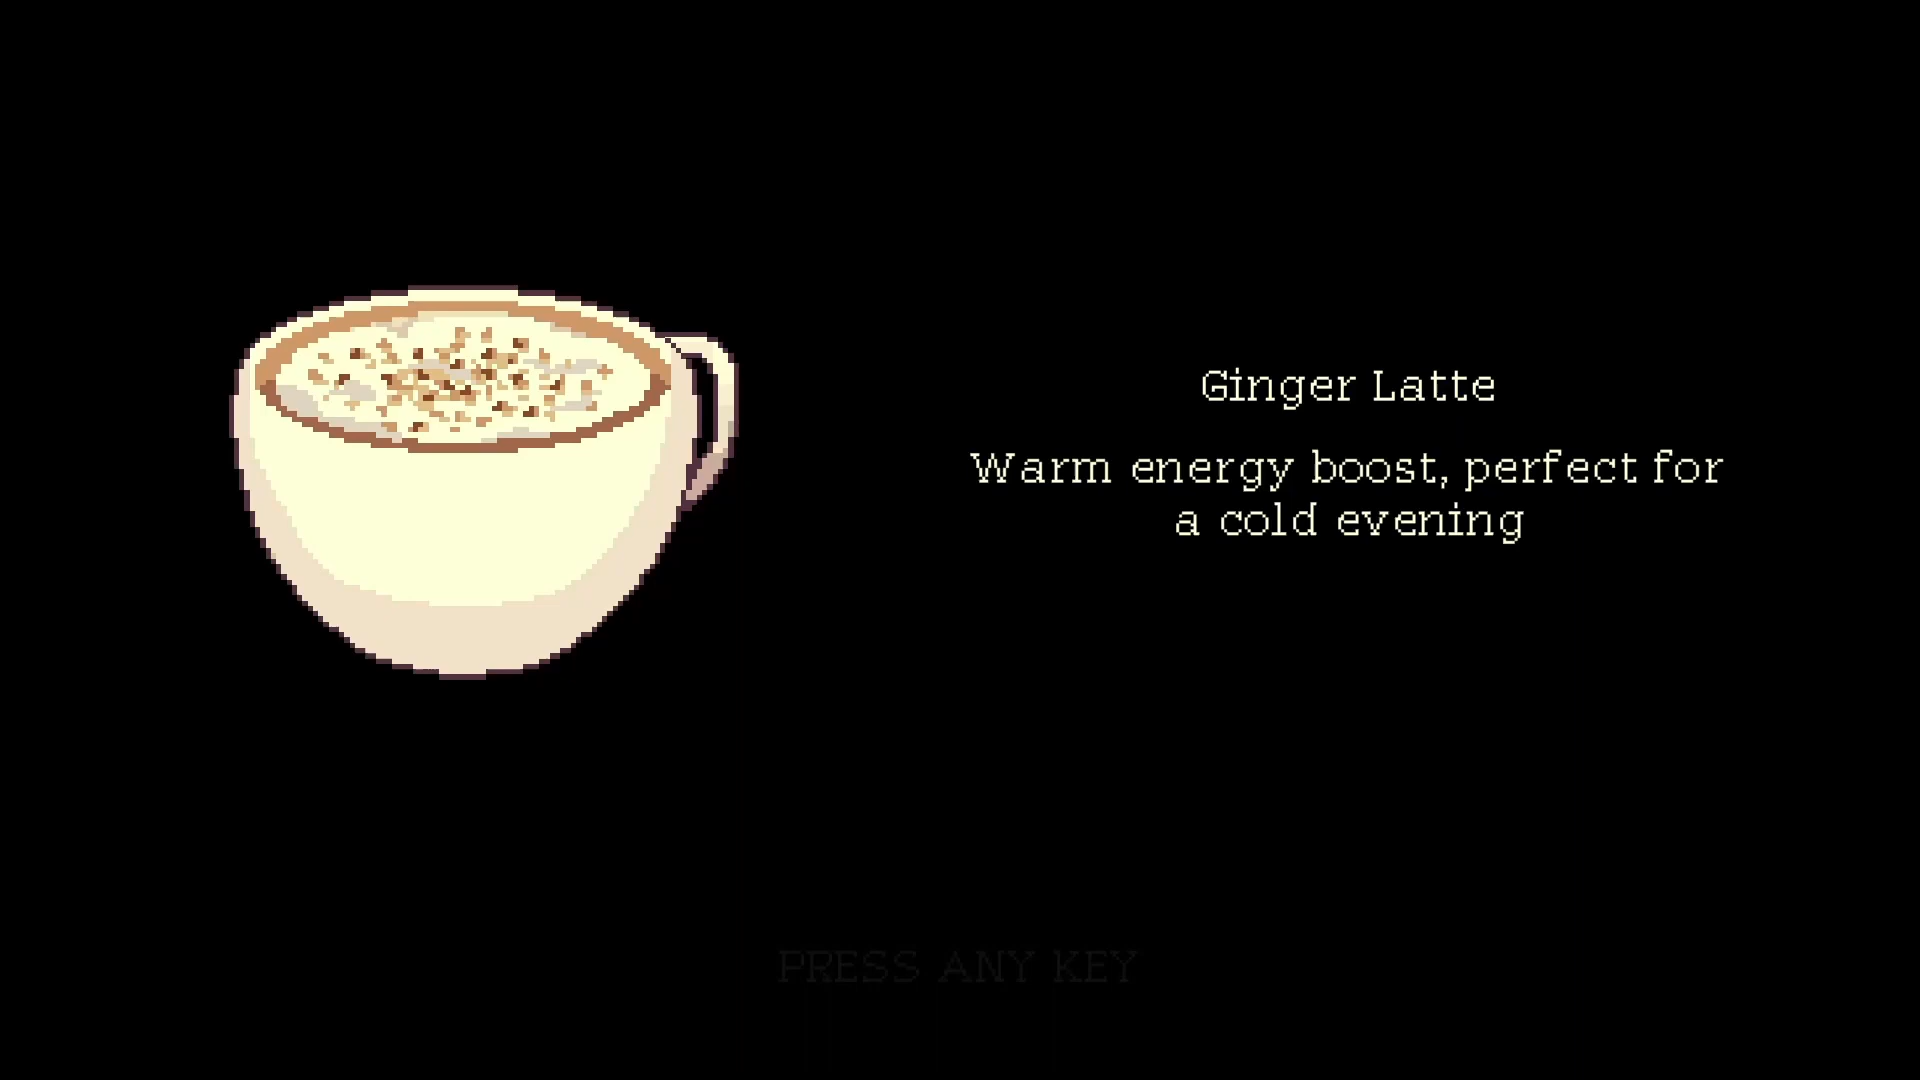 Ginger Latte
Warm energy boost, perfect for
a cold evening
PRESS ANY KEY